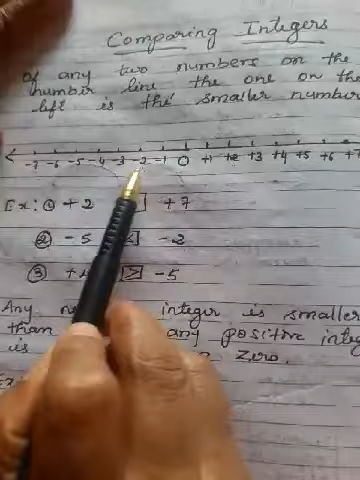 Comparing Integers
Of any two numbers on the
number line the one on the
left is the smaller number
-7 -6 -5 -4 -3 -2 -1 0 +1 +2 +3 +4 +5 +6 +7
Ex: ① +2 +7
② -5 -2
③ > -5
Any integer is smaller
than any positive
is zero.